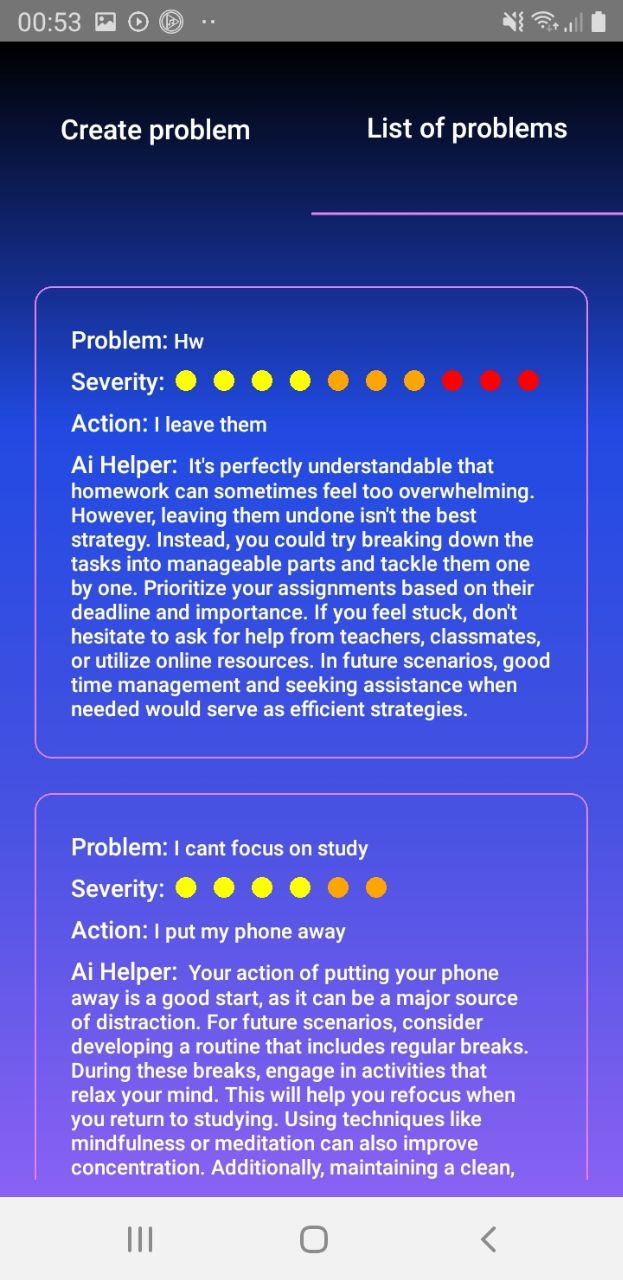 00:53
Create problem
List of problems
Problem: Hw
Severity:
Action: I leave them
Ai Helper: It's perfectly understandable that
homework can sometimes feel too overwhelming.
However, leaving them undone isn't the best
strategy. Instead, you could try breaking down the
tasks into manageable parts and tackle them one
by one. Prioritize your assignments based on their
deadline and importance. If you feel stuck, don't
hesitate to ask for help from teachers, classmates,
or utilize online resources. In future scenarios, good
time management and seeking assistance when
needed would serve as efficient strategies.
Problem: I cant focus on study
Severity:
Action: I put my phone away
Ai Helper: Your action of putting your phone
away is a good start, as it can be a major source
of distraction. For future scenarios, consider
developing a routine that includes regular breaks.
During these breaks, engage in activities that
relax your mind. This will help you refocus when
you return to studying. Using techniques like
mindfulness or meditation can also improve
concentration. Additionally, maintaining a clean,